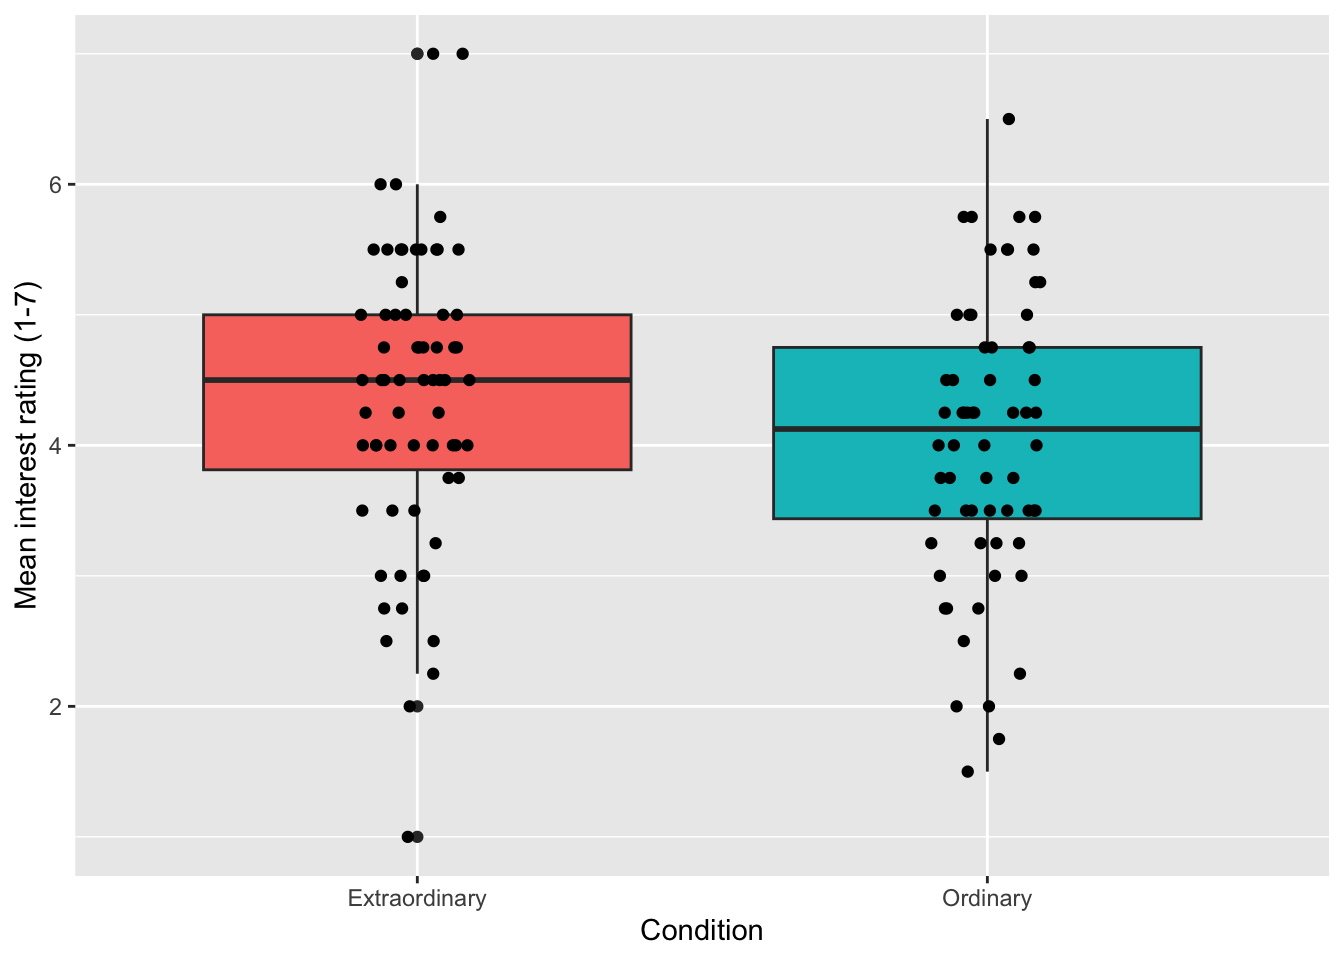 Mean interest rating (1-7)
6
4
2
Extraordinary
Ordinary
Condition